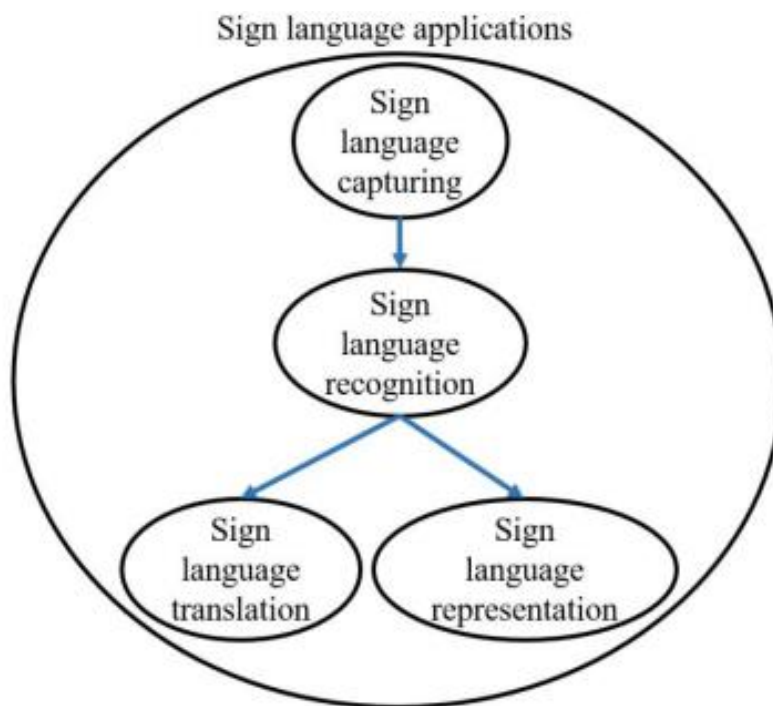 Sign language applications
Sign
language
capturing
Sign
language
recognition
Sign
language
translation
Sign
language
representation